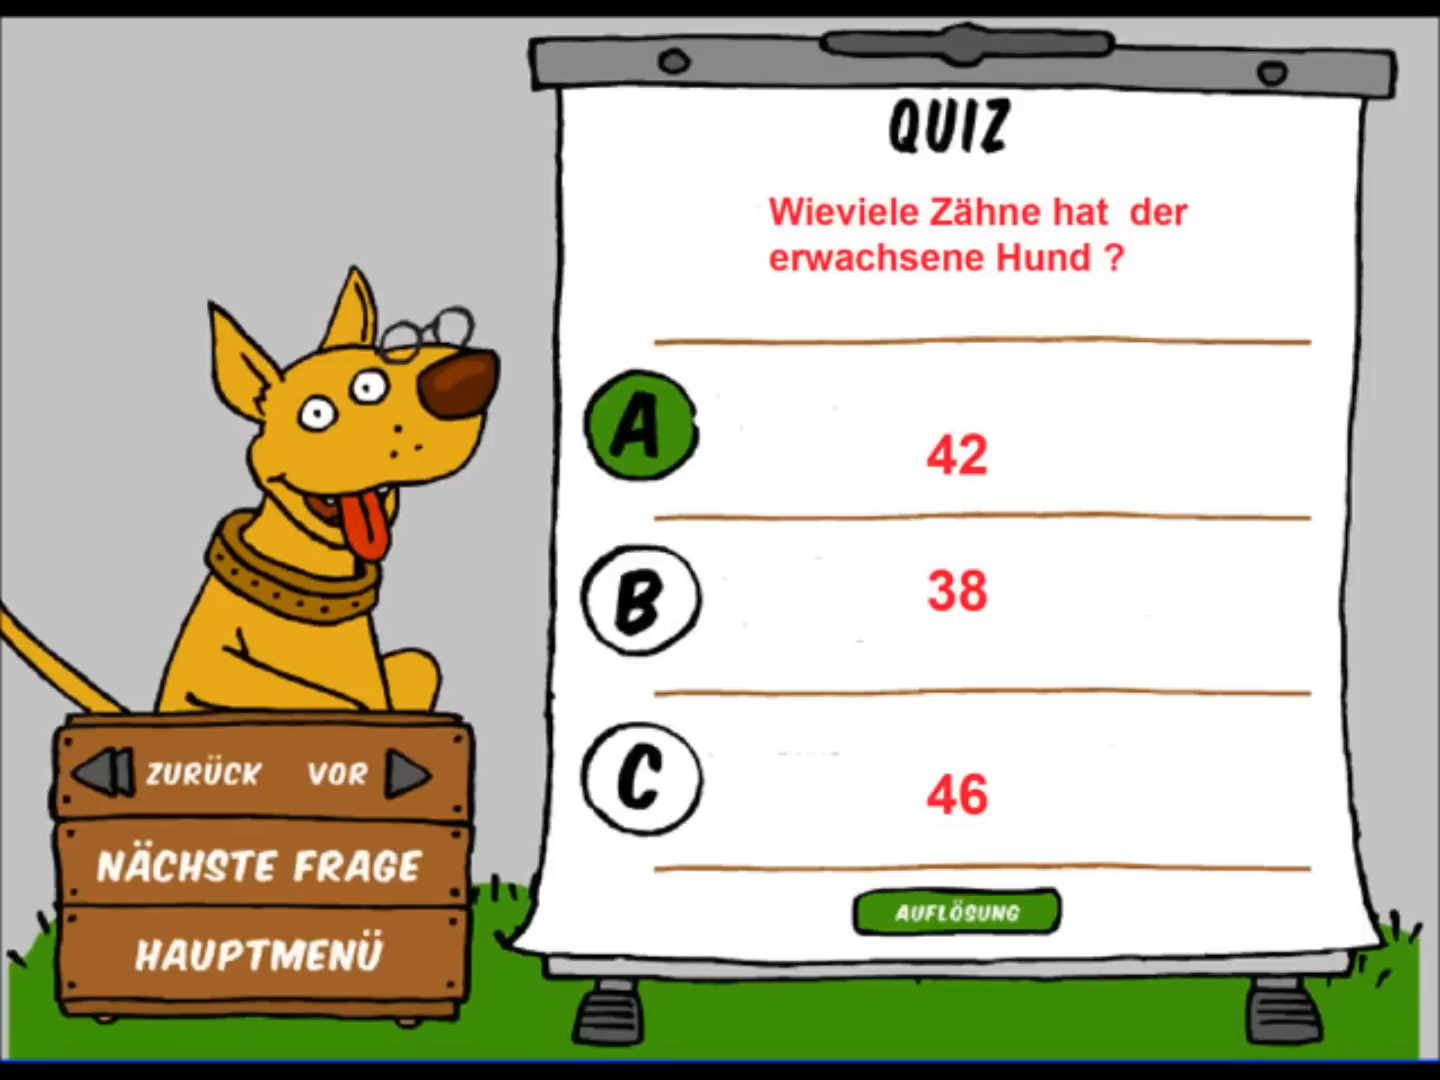 QUIZ
Wieviele Zähne hat der
erwachsene Hund ?
A
42
B
38
C
46
AUFLÖSUNG
ZURÜCK VOR
NÄCHSTE FRAGE
HAUPTMENÜ